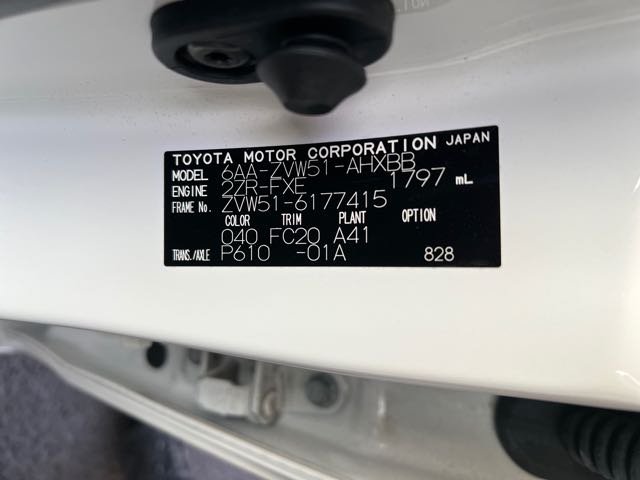 TOYOTA MOTOR CORPORATION JAPAN
MODEL 6AA-ZVW51-AHXBB
ENGINE 2ZR-FXE 1797 mL
FRAME No. ZVW51-6177415
COLOR TRIM PLANT OPTION
040 FC20 A41
TRANS./AXLE P610 -01A 828